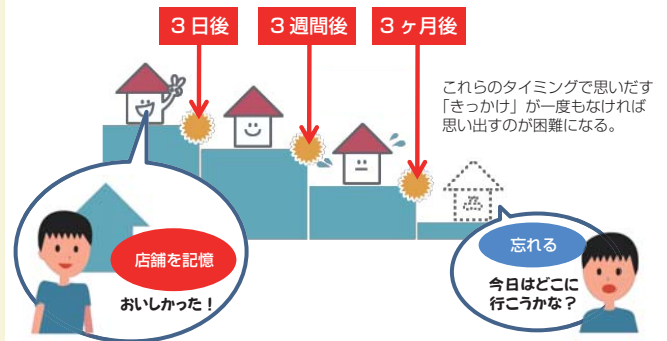 3日後
3週間後
3ヶ月後
これらのタイミングで思いだす
「きっかけ」が一度もなければ
思い出すのが困難になる。
店舗を記憶
おいしかった！
忘れる
今日はどこに
行こうかな？